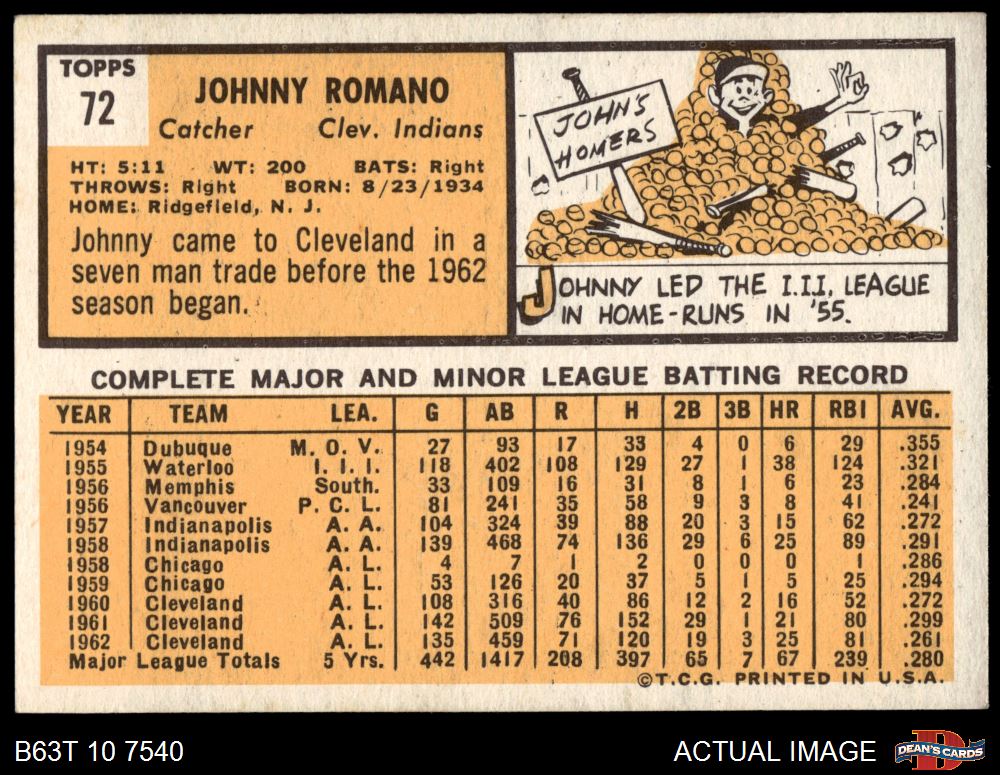 TOPPS
72
JOHNNY ROMANO
Catcher Clev. Indians
HT: 5:11 WT: 200 BATS: Right
THROWS: Right BORN: 8/23/1934
HOME: Ridgefield, N. J.
Johnny came to Cleveland in a
seven man trade before the 1962
season began.
JOHN'S
HOMERS
JOHNNY LED THE I.I.I. LEAGUE
IN HOME-RUNS IN '55.
COMPLETE MAJOR AND MINOR LEAGUE BATTING RECORD
YEAR TEAM LEA. G AB R H 2B 3B HR RBI AVG.
1954 Dubuque M. O. V. 27 93 17 33 4 0 6 29 .355
1955 Waterloo I. I. I. 118 402 108 129 27 1 38 124 .321
1956 Memphis South. 33 109 16 31 8 1 6 23 .284
1956 Vancouver P. C. L. 81 241 35 58 9 3 8 41 .241
1957 Indianapolis A. A. 104 324 39 88 20 3 15 62 .272
1958 Indianapolis A. A. 139 468 74 136 29 6 25 89 .291
1958 Chicago A. L. 4 7 1 2 0 0 0 1 .286
1959 Chicago A. L. 53 126 20 37 5 1 5 25 .294
1960 Cleveland A. L. 108 316 40 86 12 2 16 52 .272
1961 Cleveland A. L. 142 509 76 152 29 1 21 80 .299
1962 Cleveland A. L. 135 459 71 120 19 3 25 81 .261
Major League Totals 5 Yrs. 442 1417 208 397 65 7 67 239 .280
©T.C.G. PRINTED IN U.S.A.
B63T 10 7540 ACTUAL IMAGE
D
DEAN'S CARDS